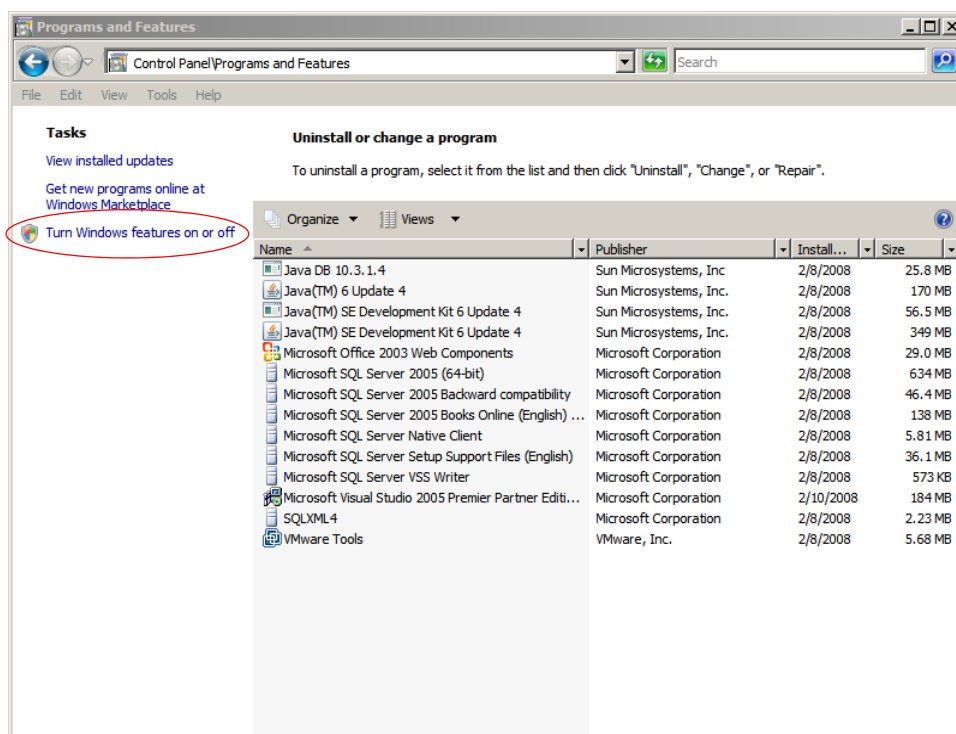 Programs and Features
Control Panel\Programs and Features
Search
File Edit View Tools Help
Tasks
View installed updates
Get new programs online at
Windows Marketplace
Turn Windows features on or off
Uninstall or change a program
To uninstall a program, select it from the list and then click "Uninstall", "Change", or "Repair".
Organize Views
Name Publisher Install... Size
Java DB 10.3.1.4 Sun Microsystems, Inc 2/8/2008 25.8 MB
Java(TM) 6 Update 4 Sun Microsystems, Inc. 2/8/2008 170 MB
Java(TM) SE Development Kit 6 Update 4 Sun Microsystems, Inc. 2/8/2008 56.5 MB
Java(TM) SE Development Kit 6 Update 4 Sun Microsystems, Inc. 2/8/2008 349 MB
Microsoft Office 2003 Web Components Microsoft Corporation 2/8/2008 29.0 MB
Microsoft SQL Server 2005 (64-bit) Microsoft Corporation 2/8/2008 634 MB
Microsoft SQL Server 2005 Backward compatibility Microsoft Corporation 2/8/2008 46.4 MB
Microsoft SQL Server 2005 Books Online (English) ... Microsoft Corporation 2/8/2008 138 MB
Microsoft SQL Server Native Client Microsoft Corporation 2/8/2008 5.81 MB
Microsoft SQL Server Setup Support Files (English) Microsoft Corporation 2/8/2008 36.1 MB
Microsoft SQL Server VSS Writer Microsoft Corporation 2/8/2008 573 KB
Microsoft Visual Studio 2005 Premier Partner Editi... Microsoft Corporation 2/10/2008 184 MB
SQLXML4 Microsoft Corporation 2/8/2008 2.23 MB
VMware Tools VMware, Inc. 2/8/2008 5.68 MB